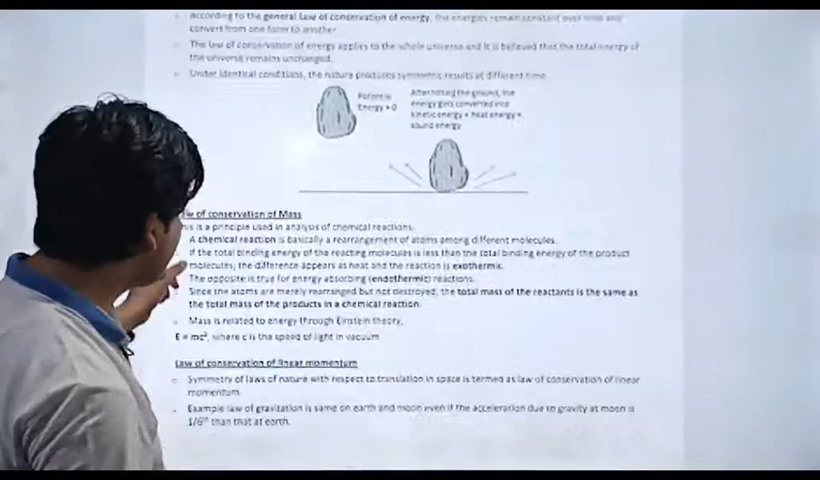 According to the general law of conservation of energy, the energies remain constant over time and
convert from one form to another.
The law of conservation of energy applies to the whole universe and it is believed that the total energy of
the universe remains unchanged.
Under identical conditions, the nature produces symmetric results at different time.
Potential
Energy
After hitting the ground, the
energy gets converted into
kinetic energy + heat energy +
sound energy
of conservation of Mass
is a principle used in analysis of chemical reactions.
A chemical reaction is basically a rearrangement of atoms among different molecules.
If the total binding energy of the reacting molecules is less than the total binding energy of the product
molecules, the difference appears as heat and the reaction is exothermic.
The opposite is true for energy absorbing (endothermic) reactions.
Since the atoms are merely rearranged but not destroyed, the total mass of the reactants is the same as
the total mass of the products in a chemical reaction.
Mass is related to energy through Einstein theory,
E = mc², where c is the speed of light in vacuum
Law of conservation of linear momentum
Symmetry of laws of nature with respect to translation in space is termed as law of conservation of linear
momentum.
Example law of gravitation is same on earth and moon even if the acceleration due to gravity at moon is
1/6th than that at earth.